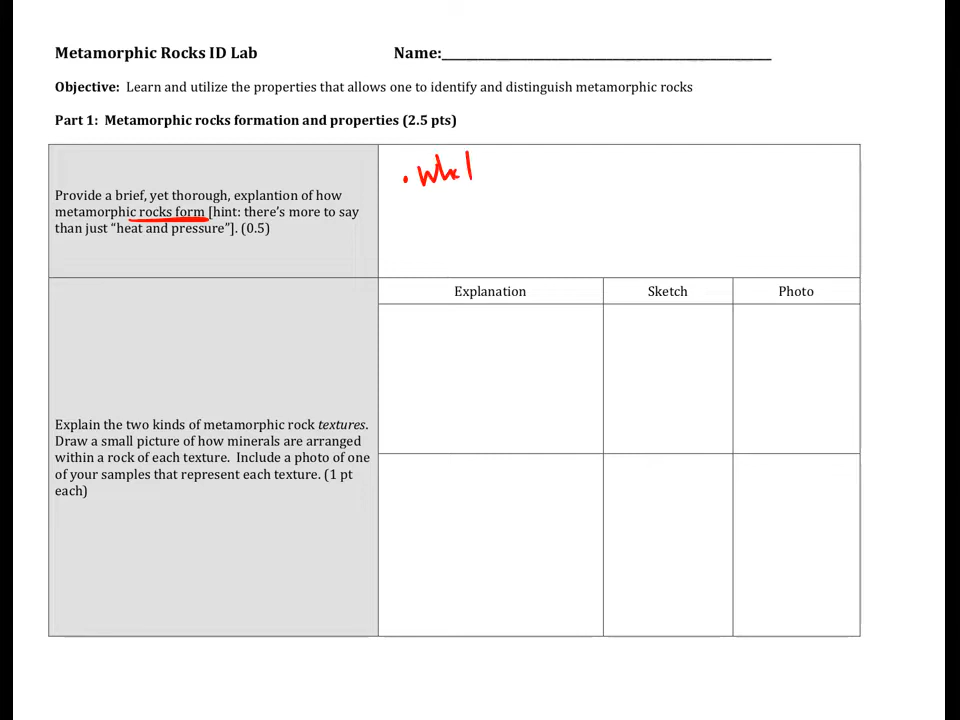 Metamorphic Rocks ID Lab Name:
Objective: Learn and utilize the properties that allows one to identify and distinguish metamorphic rocks
Part 1: Metamorphic rocks formation and properties (2.5 pts)
Provide a brief, yet thorough, explantion of how
metamorphic rocks form [hint: there's more to say
than just “heat and pressure”]. (0.5)
Explanation Sketch Photo
Explain the two kinds of metamorphic rock textures.
Draw a small picture of how minerals are arranged
within a rock of each texture. Include a photo of one
of your samples that represent each texture. (1 pt
each)